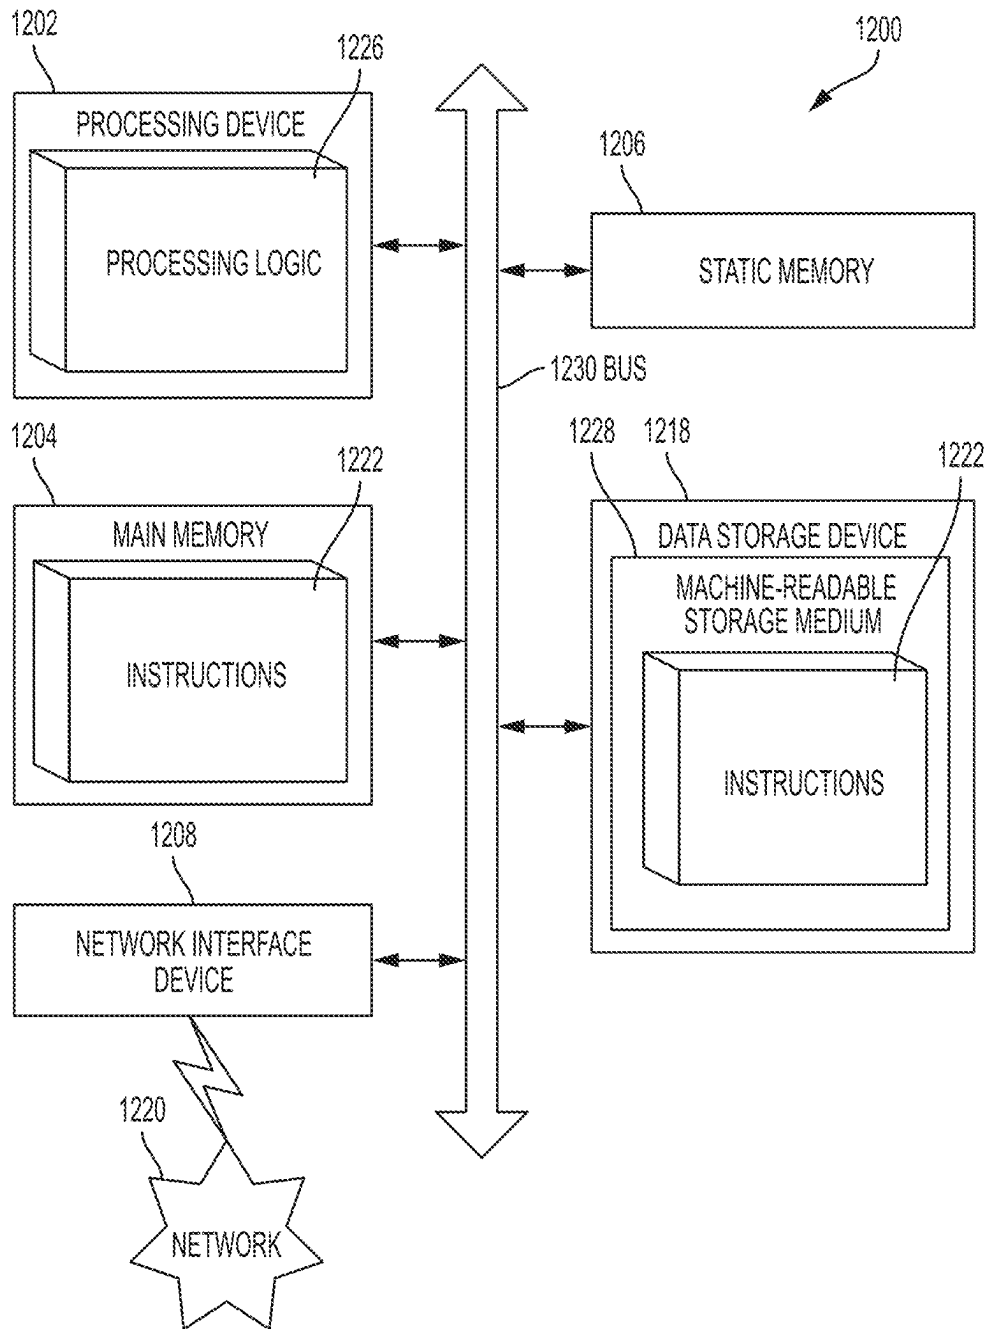 1202
1226
1200
PROCESSING DEVICE
PROCESSING LOGIC
1206
STATIC MEMORY
1230 BUS
1204
1222
MAIN MEMORY
INSTRUCTIONS
1228
1218
1222
DATA STORAGE DEVICE
MACHINE-READABLE
STORAGE MEDIUM
INSTRUCTIONS
1208
NETWORK INTERFACE
DEVICE
1220
NETWORK